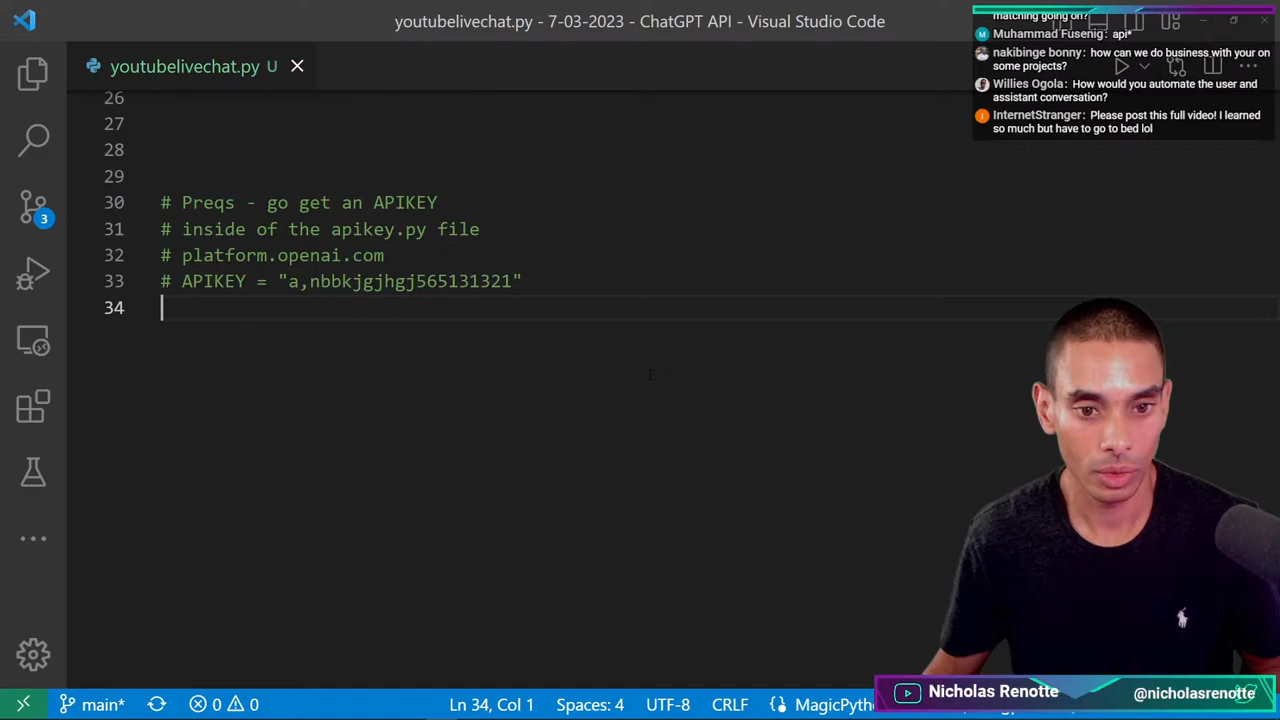 youtubelivechat.py - 7-03-2023 - ChatGPT API - Visual Studio Code
matching going on?
Muhammad Fusenig: api*
nakibinge bonny: how can we do business with your on
some projects?
Willies Ogola: How would you automate the user and
assistant conversation?
InternetStranger: Please post this full video! I learned
so much but have to go to bed lol
youtubelivechat.py U
26
27
28
29
30 # Preqs - go get an APIKEY
31 # inside of the apikey.py file
32 # platform.openai.com
33 # APIKEY = "a,nbbkjgjhgj565131321"
34
3
Nicholas Renotte @nicholasrenotte
main* 0 0 Ln 34, Col 1 Spaces: 4 UTF-8 CRLF MagicPyth